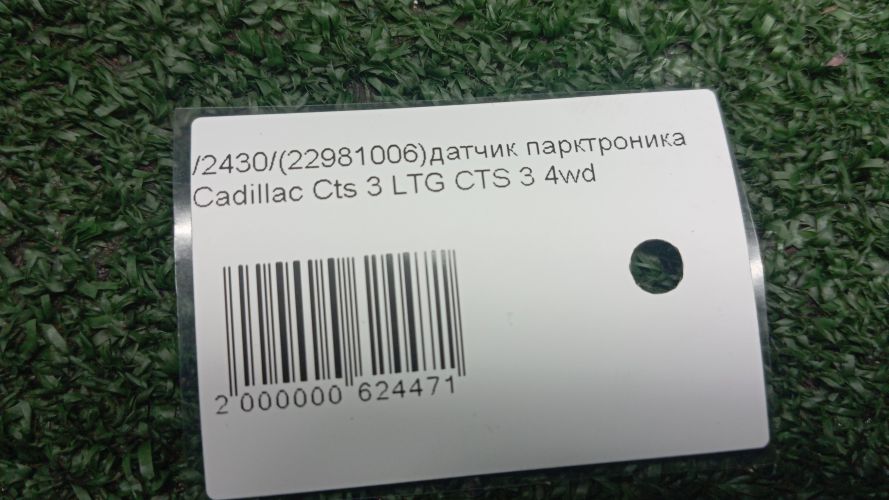 /2430/(22981006)датчик парктроника
Cadillac Cts 3 LTG CTS 3 4wd
2 000000 624471